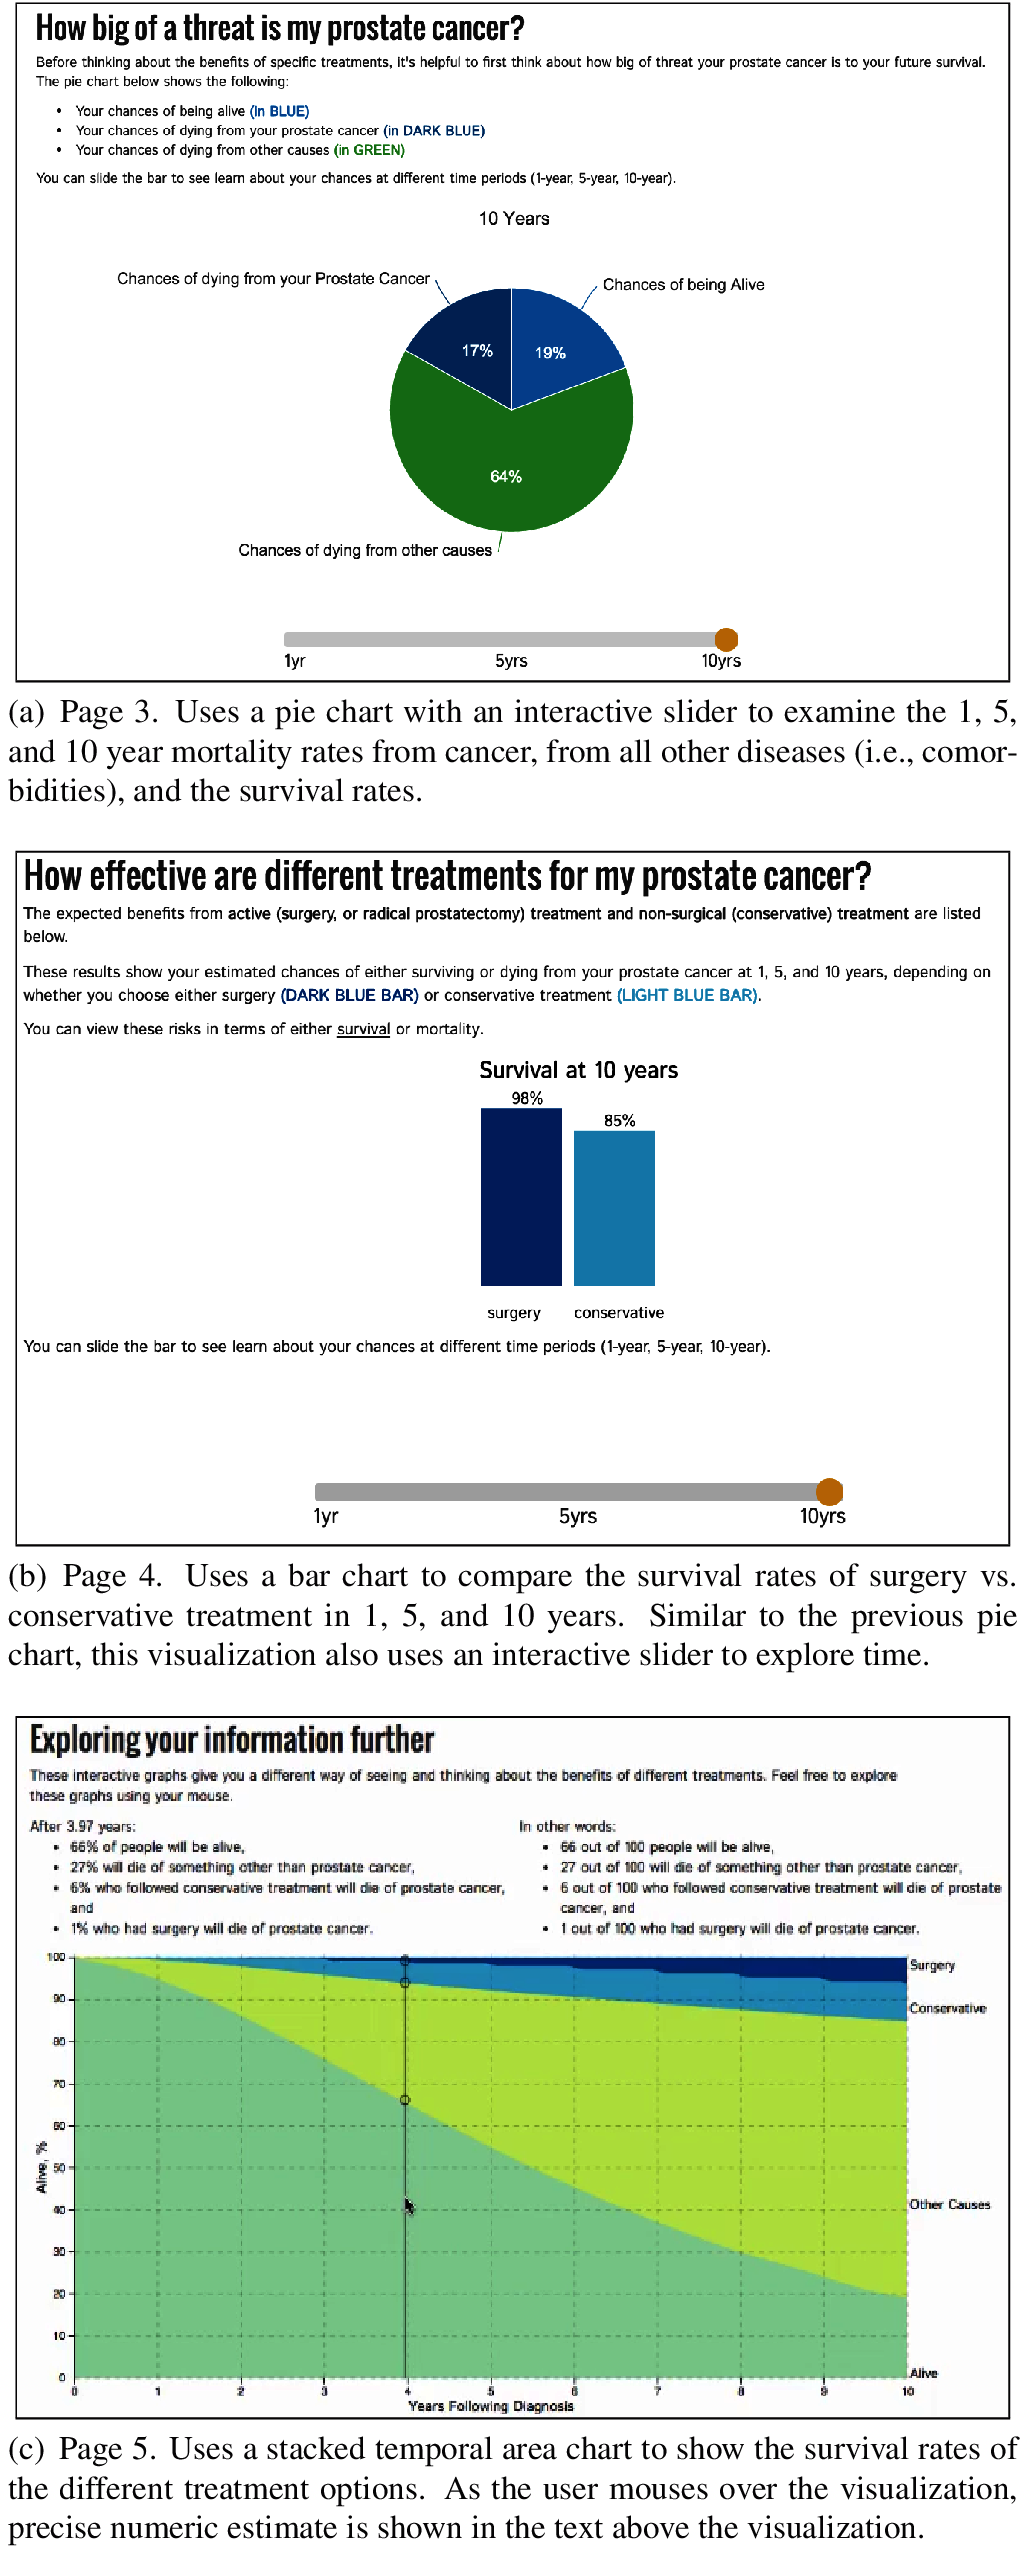 How big of a threat is my prostate cancer?
Before thinking about the benefits of specific treatments, it's helpful to first think about how big of threat your prostate cancer is to your future survival.
The pie chart below shows the following:
• Your chances of being alive (in BLUE)
• Your chances of dying from your prostate cancer (in DARK BLUE)
• Your chances of dying from other causes (in GREEN)
You can slide the bar to see learn about your chances at different time periods (1-year, 5-year, 10-year).
10 Years
Chances of dying from your Prostate Cancer
Chances of being Alive
17%
19%
64%
Chances of dying from other causes
1yr 5yrs 10yrs
(a) Page 3. Uses a pie chart with an interactive slider to examine the 1, 5,
and 10 year mortality rates from cancer, from all other diseases (i.e., comor-
bidities), and the survival rates.
How effective are different treatments for my prostate cancer?
The expected benefits from active (surgery, or radical prostatectomy) treatment and non-surgical (conservative) treatment are listed
below.
These results show your estimated chances of either surviving or dying from your prostate cancer at 1, 5, and 10 years, depending on
whether you choose either surgery (DARK BLUE BAR) or conservative treatment (LIGHT BLUE BAR).
You can view these risks in terms of either survival or mortality.
Survival at 10 years
98%
85%
surgery conservative
You can slide the bar to see learn about your chances at different time periods (1-year, 5-year, 10-year).
1yr 5yrs 10yrs
(b) Page 4. Uses a bar chart to compare the survival rates of surgery vs.
conservative treatment in 1, 5, and 10 years. Similar to the previous pie
chart, this visualization also uses an interactive slider to explore time.
Exploring your information further
These interactive graphs give you a different way of seeing and thinking about the benefits of different treatments. Feel free to explore
these graphs using your mouse.
After 3.97 years:
• 66% of people will be alive,
• 27% will die of something other than prostate cancer,
• 6% who followed conservative treatment will die of prostate cancer,
and
• 1% who had surgery will die of prostate cancer.
In other words:
• 66 out of 100 people will be alive,
• 27 out of 100 will die of something other than prostate cancer,
• 6 out of 100 who followed conservative treatment will die of prostate
cancer, and
• 1 out of 100 who had surgery will die of prostate cancer.
100
90
80
70
60
50
40
30
20
10
0
Alive, %
Surgery
Conservative
Other Causes
Alive
0 1 2 3 4 5 6 7 8 9 10
Years Following Diagnosis
(c) Page 5. Uses a stacked temporal area chart to show the survival rates of
the different treatment options. As the user mouses over the visualization,
precise numeric estimate is shown in the text above the visualization.